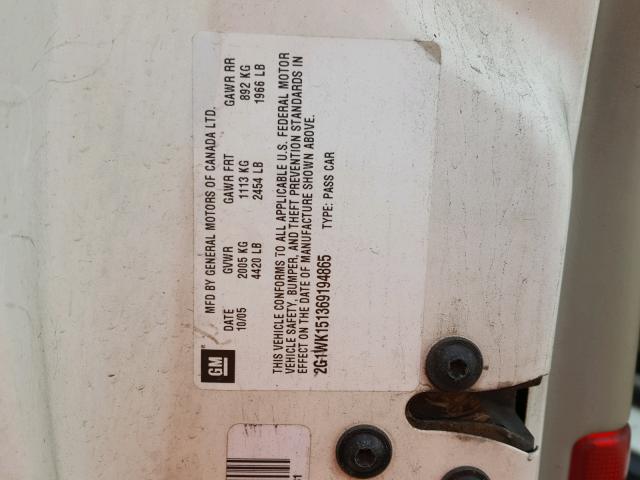 GM
MFD BY GENERAL MOTORS OF CANADA LTD.
DATE GVWR GAWR FRT GAWR RR
10/05 2005 KG 1113 KG 892 KG
4420 LB 2454 LB 1966 LB
THIS VEHICLE CONFORMS TO ALL APPLICABLE U.S. FEDERAL MOTOR
VEHICLE SAFETY, BUMPER, AND THEFT PREVENTION STANDARDS IN
EFFECT ON THE DATE OF MANUFACTURE SHOWN ABOVE.
2G1WK151369194865 TYPE: PASS CAR